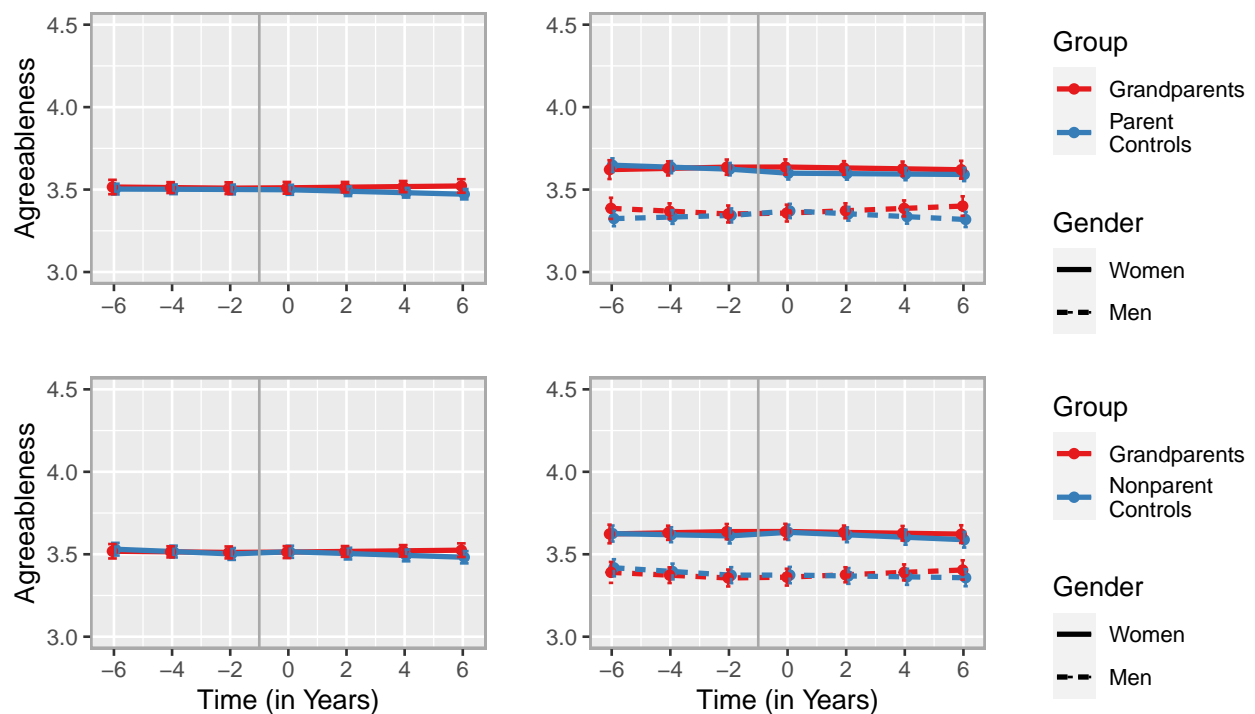 Agreeableness
4.5
4.0
3.5
3.0
−6 −4 −2 0 2 4 6
4.5
4.0
3.5
3.0
−6 −4 −2 0 2 4 6
Group
Grandparents
Parent
Controls
Gender
Women
Men
Agreeableness
4.5
4.0
3.5
3.0
−6 −4 −2 0 2 4 6
Time (in Years)
4.5
4.0
3.5
3.0
−6 −4 −2 0 2 4 6
Time (in Years)
Group
Grandparents
Nonparent
Controls
Gender
Women
Men